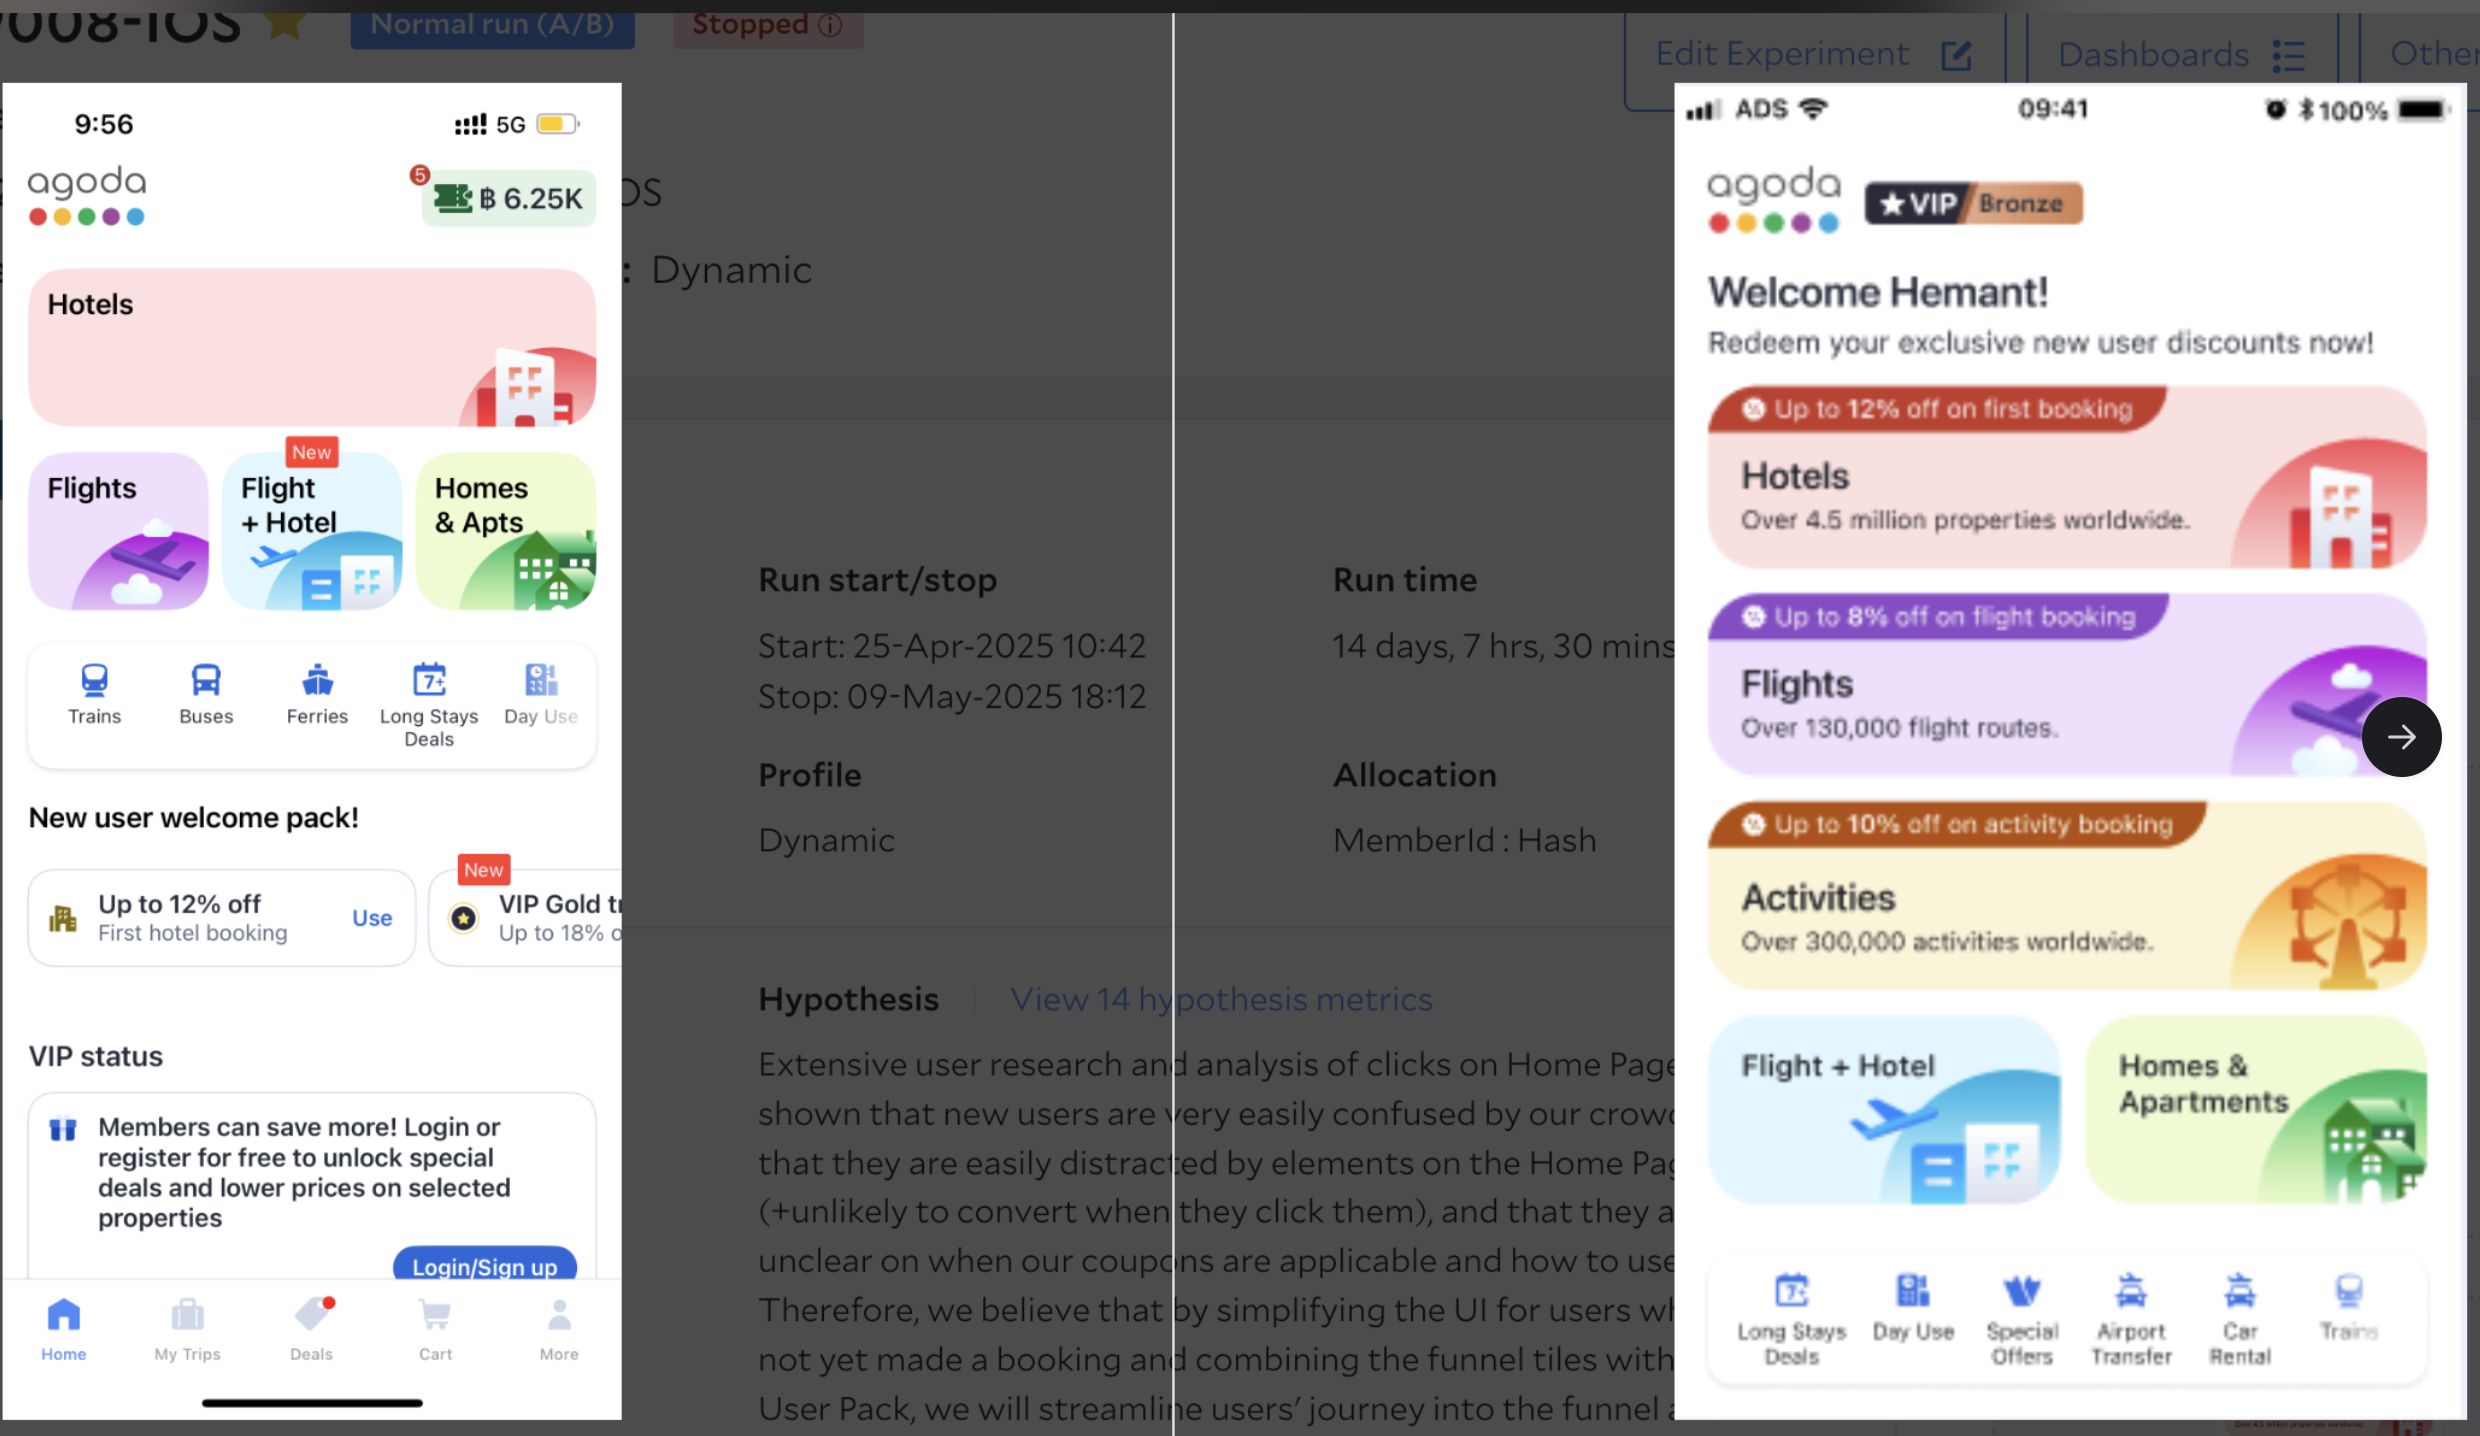 008-iOS
Normal run (A/B)
Stopped
Edit Experiment
Dashboards
Other
9:56
5G
agoda
5
฿ 6.25K
Hotels
New
Flights
Flight
+ Hotel
Homes
& Apts
Trains
Buses
Ferries
Long Stays
Deals
7+
Day Use
New user welcome pack!
Up to 12% off
First hotel booking
Use
New
VIP Gold
Up to 18%
VIP status
Members can save more! Login or
register for free to unlock special
deals and lower prices on selected
properties
Login/Sign up
Home
My Trips
Deals
Cart
More
OS
: Dynamic
Run start/stop
Start: 25-Apr-2025 10:42
Stop: 09-May-2025 18:12
Run time
14 days, 7 hrs, 30 mins
Profile
Dynamic
Allocation
MemberId : Hash
Hypothesis
View 14 hypothesis metrics
Extensive user research and analysis of clicks on Home Page
shown that new users are very easily confused by our
that they are easily distracted by elements on the Home
(+unlikely to convert when they click them), and that they
unclear on when our coupons are applicable and how to use
Therefore, we believe that by simplifying the UI for users
not yet made a booking and combining the funnel tiles with
User Pack, we will streamline users' journey into the funnel
ADS
09:41
100%
agoda
VIP Bronze
Welcome Hemant!
Redeem your exclusive new user discounts now!
Up to 12% off on first booking
Hotels
Over 4.5 million properties worldwide.
Up to 8% off on flight booking
Flights
Over 130,000 flight routes.
Up to 10% off on activity booking
Activities
Over 300,000 activities worldwide.
Flight + Hotel
Homes &
Apartments
7+
Long Stays
Deals
Day Use
Special
Offers
Airport
Transfer
Car
Rental
Trains